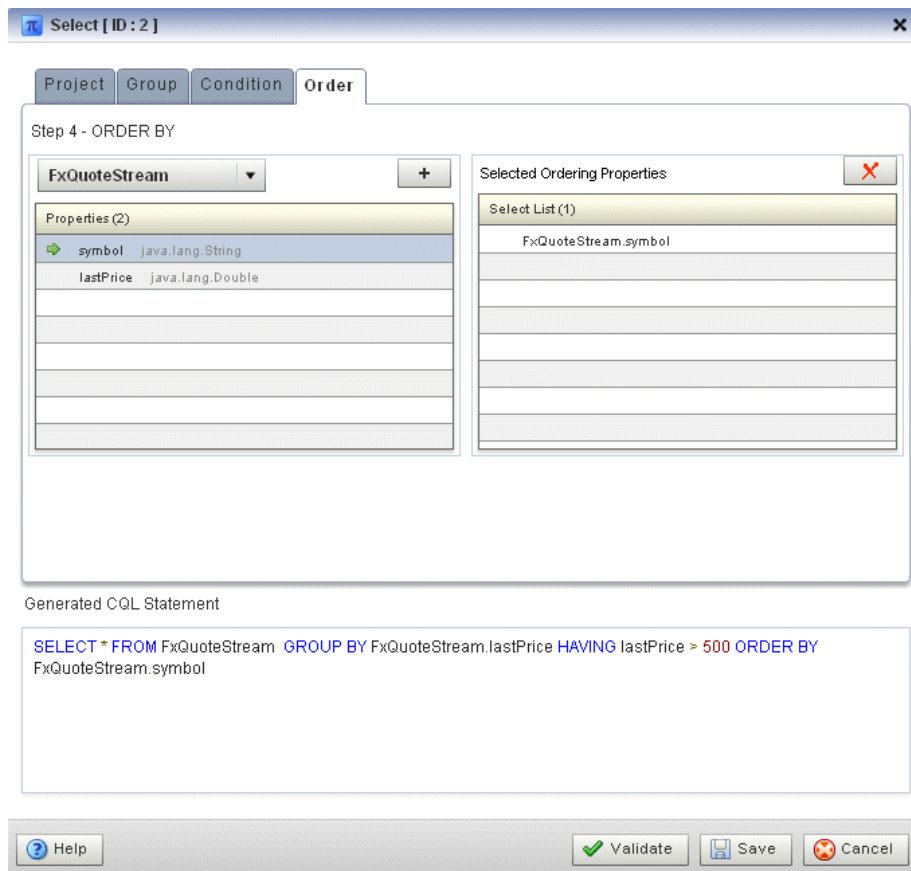 π Select [ ID : 2 ]
Project Group Condition Order
Step 4 - ORDER BY
FxQuoteStream +
Selected Ordering Properties
Properties (2)
symbol java.lang.String
lastPrice java.lang.Double
Select List (1)
FxQuoteStream.symbol
Generated CQL Statement
SELECT * FROM FxQuoteStream GROUP BY FxQuoteStream.lastPrice HAVING lastPrice > 500 ORDER BY
FxQuoteStream.symbol
? Help Validate Save Cancel